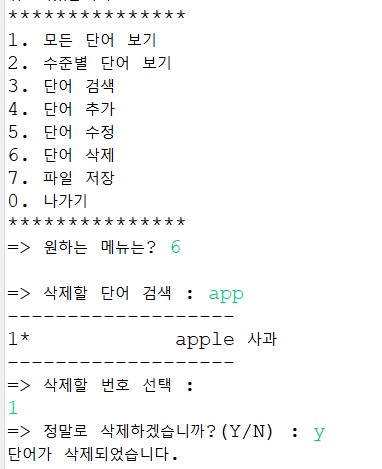 ***************
1. 모든 단어 보기
2. 수준별 단어 보기
3. 단어 검색
4. 단어 추가
5. 단어 수정
6. 단어 삭제
7. 파일 저장
0. 나가기
***************
=> 원하는 메뉴는? 6
=> 삭제할 단어 검색 : app
-------------------
1* apple 사과
-------------------
=> 삭제할 번호 선택 :
1
=> 정말로 삭제하겠습니까?(Y/N) : y
단어가 삭제되었습니다.